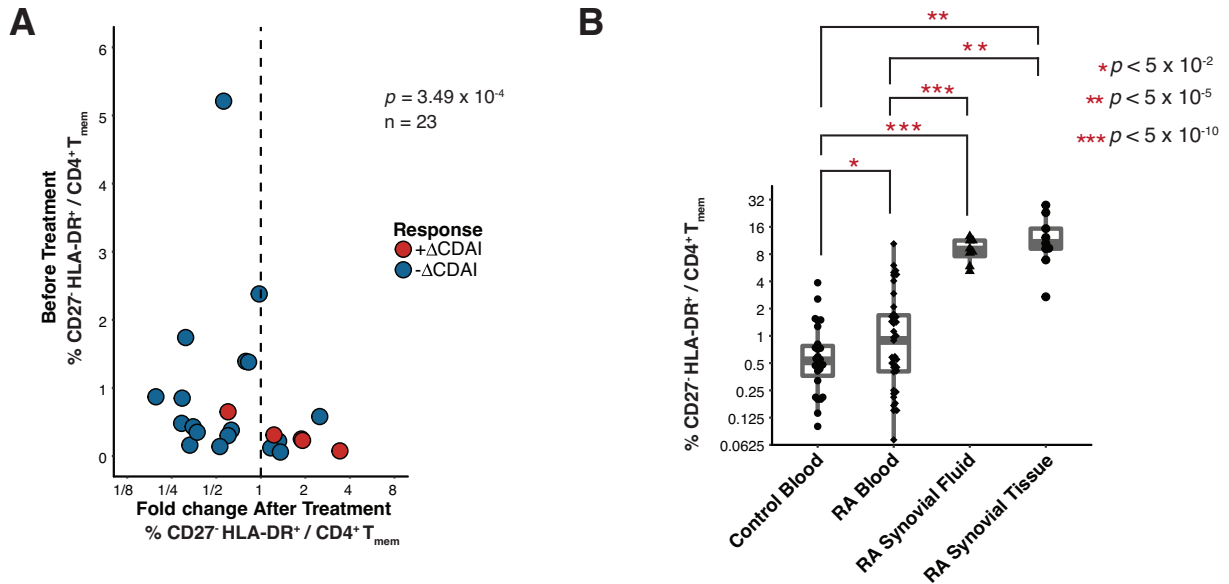 A
6
5
4
3
2
1
0
Before Treatment
% CD27- HLA-DR+ / CD4+ Tmem
p = 3.49 x 10-4
n = 23
Response
+ΔCDAI
-ΔCDAI
1/8 1/4 1/2 1 2 4 8
Fold change After Treatment
% CD27- HLA-DR+ / CD4+ Tmem
B
**
**
***
***
*
* p < 5 x 10-2
** p < 5 x 10-5
*** p < 5 x 10-10
% CD27- HLA-DR+ / CD4+ Tmem
32
16
8
4
2
1
0.5
0.25
0.125
0.0625
Control Blood
RA Blood
RA Synovial Fluid
RA Synovial Tissue